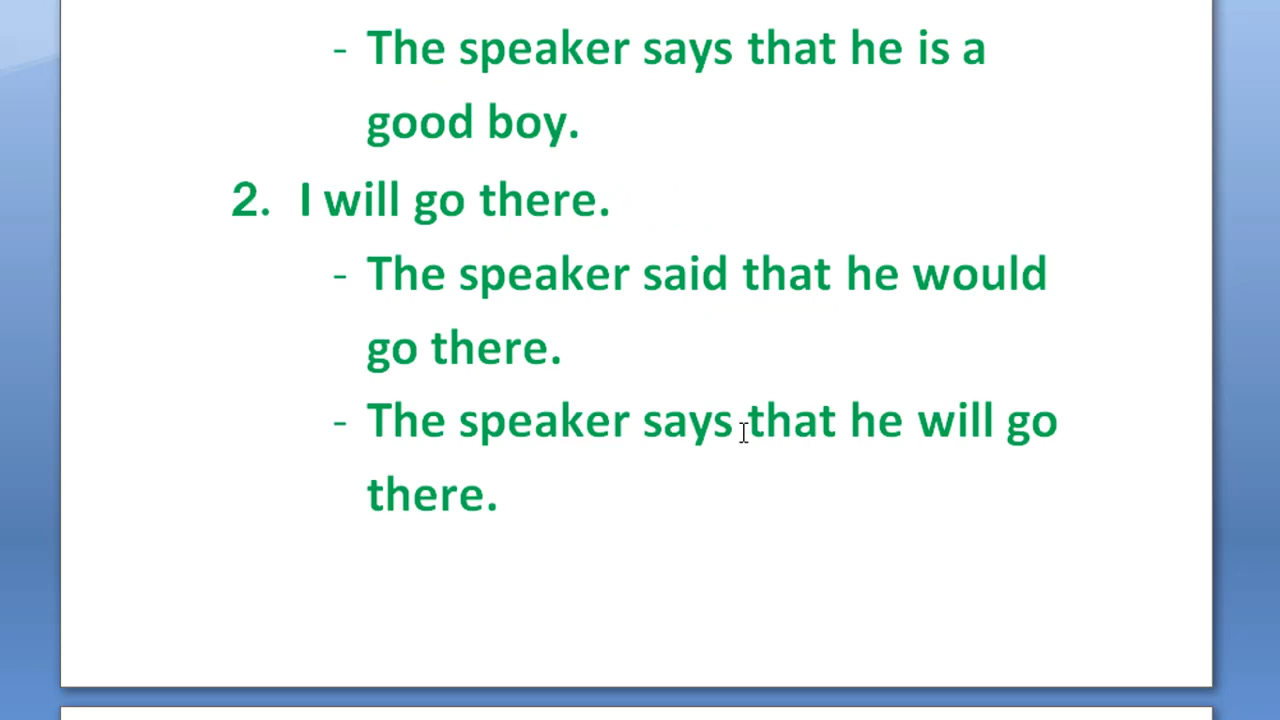 - The speaker says that he is a
good boy.
2. I will go there.
- The speaker said that he would
go there.
- The speaker says that he will go
there.